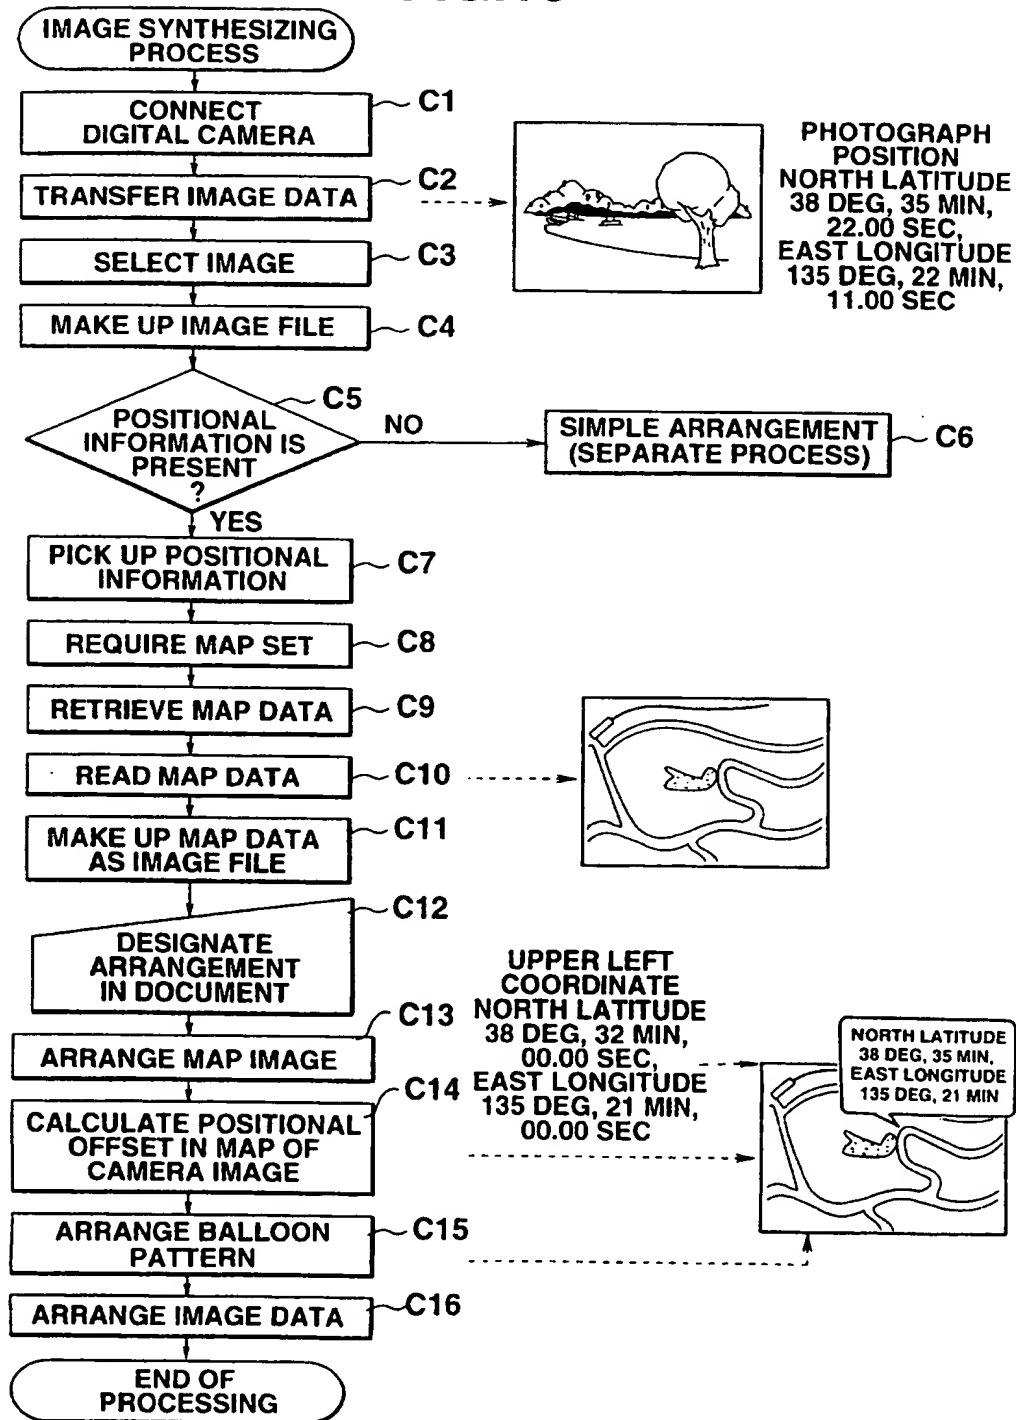 IMAGE SYNTHESIZING
PROCESS
CONNECT
DIGITAL CAMERA
C1
TRANSFER IMAGE DATA
C2
PHOTOGRAPH
POSITION
NORTH LATITUDE
38 DEG, 35 MIN,
22.00 SEC,
EAST LONGITUDE
135 DEG, 22 MIN,
11.00 SEC
SELECT IMAGE
C3
MAKE UP IMAGE FILE
C4
POSITIONAL
INFORMATION IS
PRESENT
?
C5
NO
SIMPLE ARRANGEMENT
(SEPARATE PROCESS)
C6
YES
PICK UP POSITIONAL
INFORMATION
C7
REQUIRE MAP SET
C8
RETRIEVE MAP DATA
C9
READ MAP DATA
C10
MAKE UP MAP DATA
AS IMAGE FILE
C11
DESIGNATE
ARRANGEMENT
IN DOCUMENT
C12
ARRANGE MAP IMAGE
C13
UPPER LEFT
COORDINATE
NORTH LATITUDE
38 DEG, 32 MIN,
00.00 SEC,
EAST LONGITUDE
135 DEG, 21 MIN,
00.00 SEC
NORTH LATITUDE
38 DEG, 35 MIN,
EAST LONGITUDE
135 DEG, 21 MIN
CALCULATE POSITIONAL
OFFSET IN MAP OF
CAMERA IMAGE
C14
ARRANGE BALLOON
PATTERN
C15
ARRANGE IMAGE DATA
C16
END OF
PROCESSING